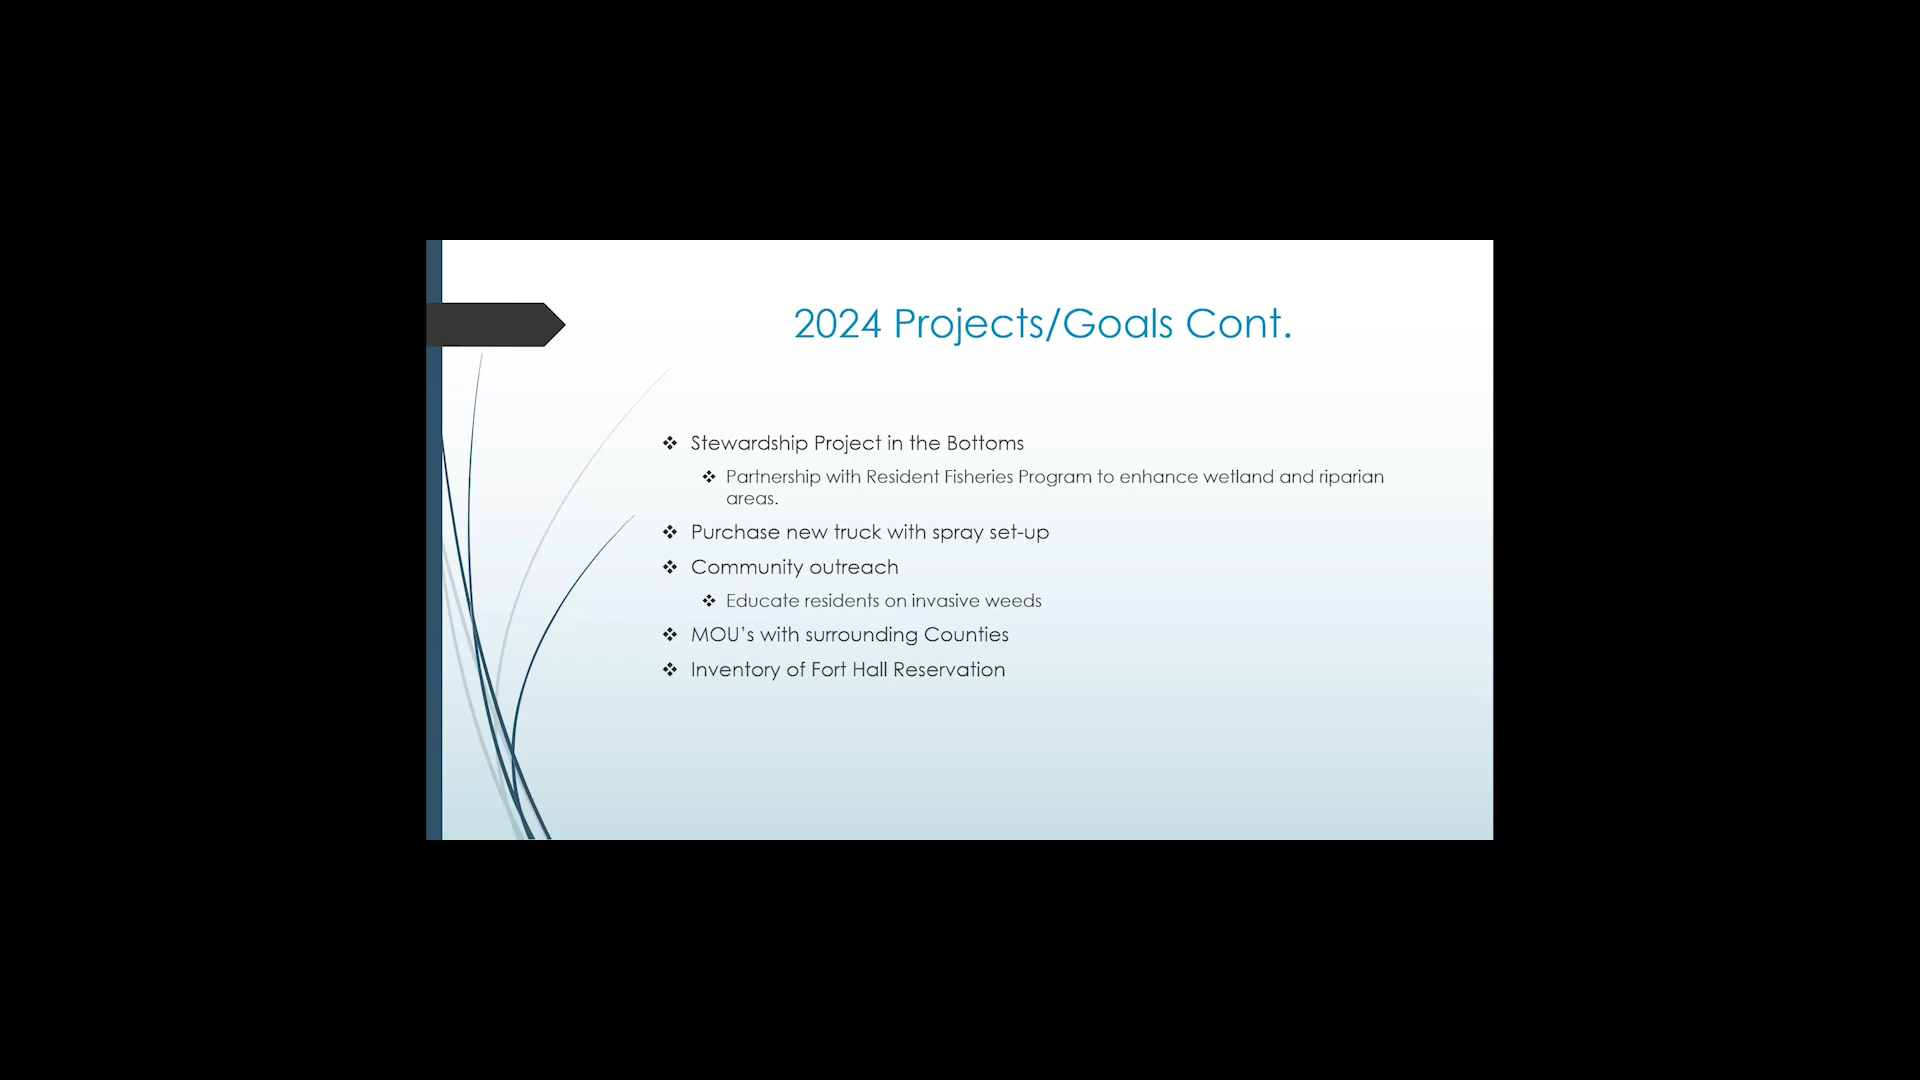 2024 Projects/Goals Cont.
❖ Stewardship Project in the Bottoms
❖ Partnership with Resident Fisheries Program to enhance wetland and riparian
areas.
❖ Purchase new truck with spray set-up
❖ Community outreach
❖ Educate residents on invasive weeds
❖ MOU's with surrounding Counties
❖ Inventory of Fort Hall Reservation